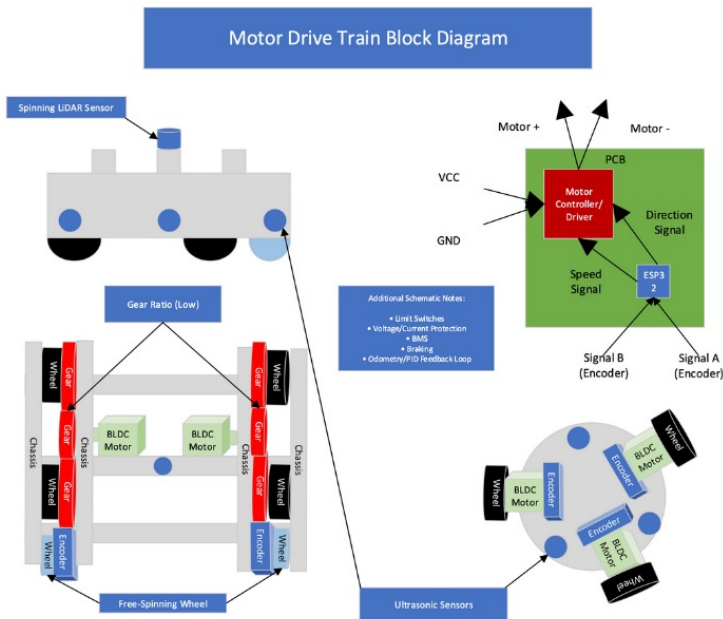 Motor Drive Train Block Diagram
Spinning LiDAR Sensor
Motor +
Motor -
PCB
VCC
GND
Motor
Controller/
Driver
Direction
Signal
Speed
Signal
ESP3
2
Signal B
(Encoder)
Signal A
(Encoder)
Additional Schematic Notes:
• Limit Switches
• Voltage/Current Protection
• BMS
• Braking
• Odometry/PID Feedback Loop
Gear Ratio (Low)
Wheel
Gear
Gear
Wheel
Chassis
Chassis
Gear
BLDC
Motor
BLDC
Motor
Chassis
Gear
Chassis
Wheel
Gear
Gear
Wheel
Wheel
Encoder
Encoder
Wheel
Free-Spinning Wheel
Ultrasonic Sensors
Wheel
BLDC
Motor
Encoder
Wheel
BLDC
Motor
Encoder
Encoder
BLDC
Motor
Wheel